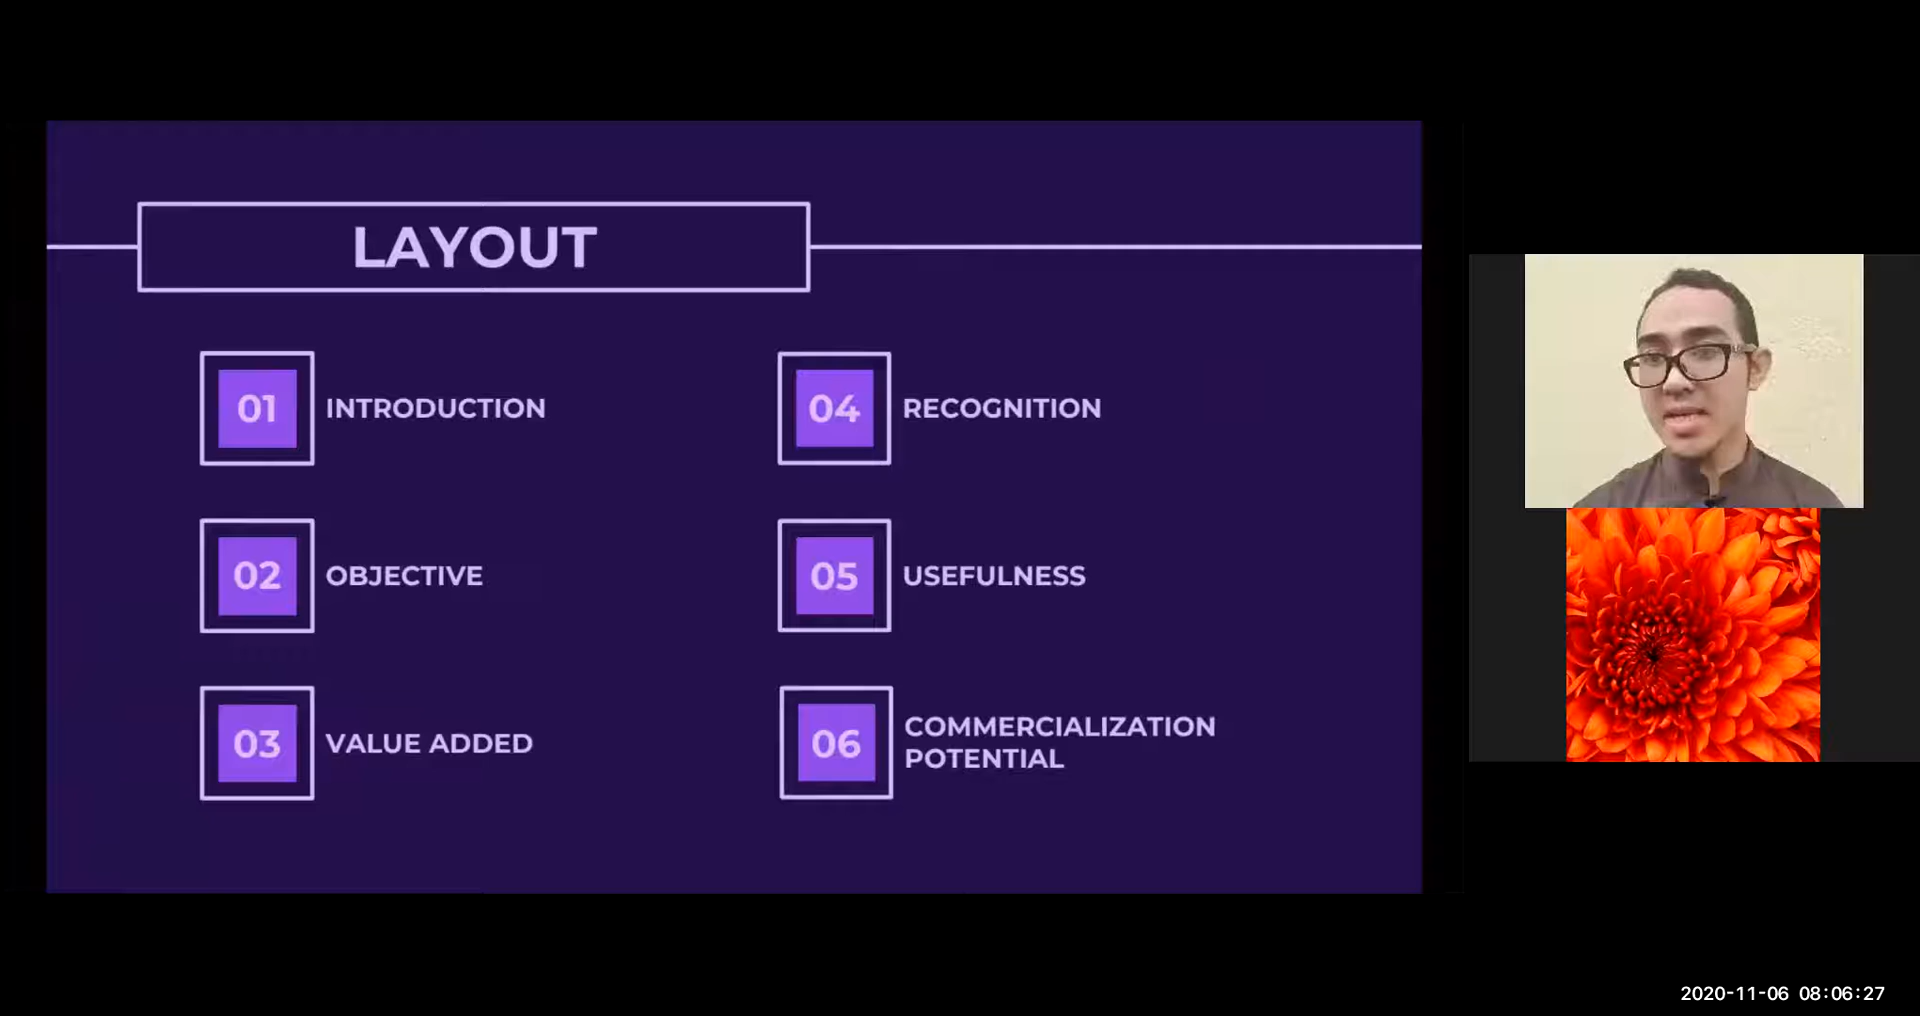 LAYOUT
01 INTRODUCTION
02 OBJECTIVE
03 VALUE ADDED
04 RECOGNITION
05 USEFULNESS
06 COMMERCIALIZATION
POTENTIAL
2020-11-06 08:06:27